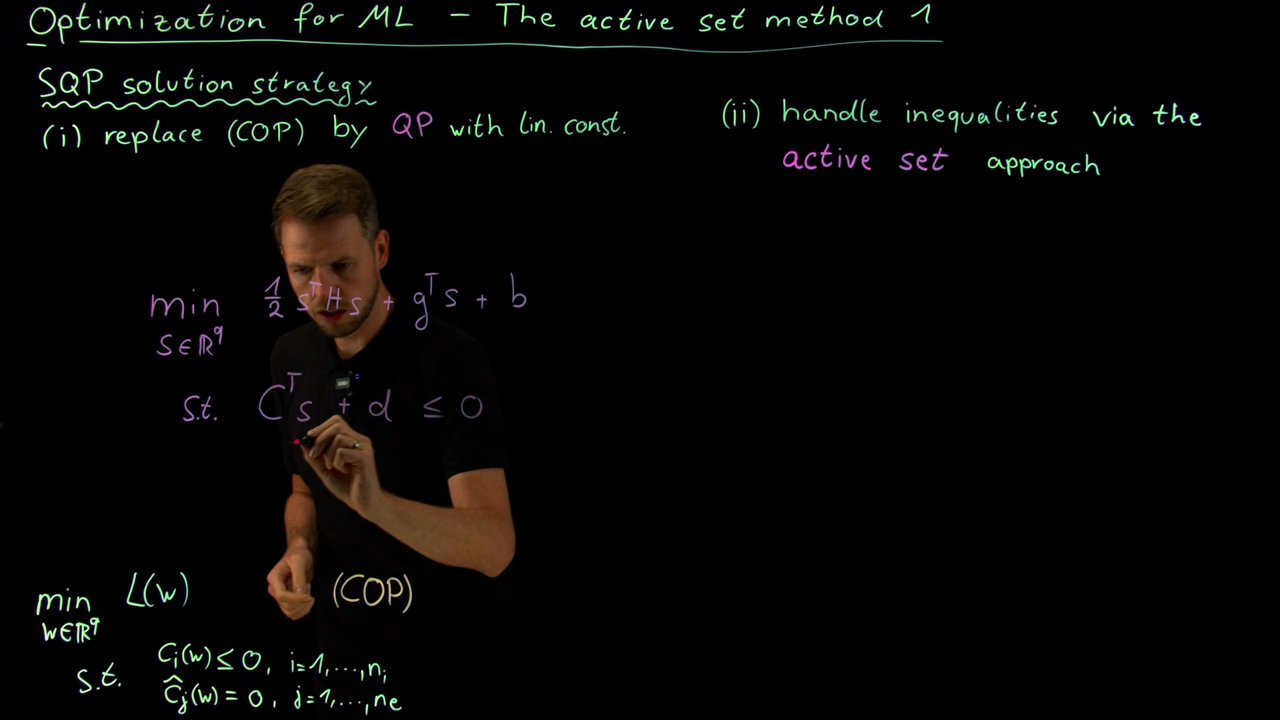 Optimization for ML - The active set method 1
SQP solution strategy
(i) replace (COP) by QP with lin. const.
(ii) handle inequalities via the
active set approach
min 1/2 sᵀHs + gᵀs + b
s∈ℝ^q
s.t. Cᵀs + d ≤ 0
min L(w) (COP)
w∈ℝ^q
s.t. Cᵢ(w) ≤ 0, i=1,...,nᵢ
Ĉⱼ(w) = 0, j=1,...,nₑ